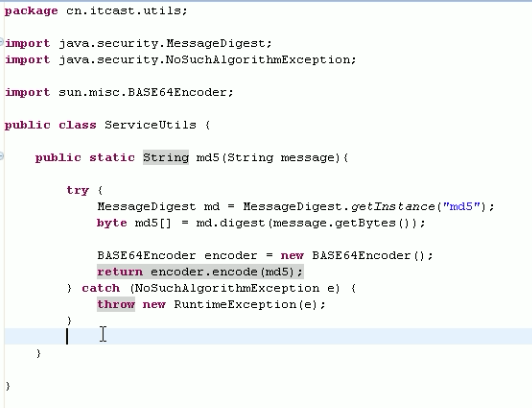 package cn.itcast.utils;
import java.security.MessageDigest;
import java.security.NoSuchAlgorithmException;
import sun.misc.BASE64Encoder;
public class ServiceUtils {
public static String md5(String message){
try {
MessageDigest md = MessageDigest.getInstance("md5");
byte md5[] = md.digest(message.getBytes());
BASE64Encoder encoder = new BASE64Encoder();
return encoder.encode(md5);
} catch (NoSuchAlgorithmException e) {
throw new RuntimeException(e);
}
}
}